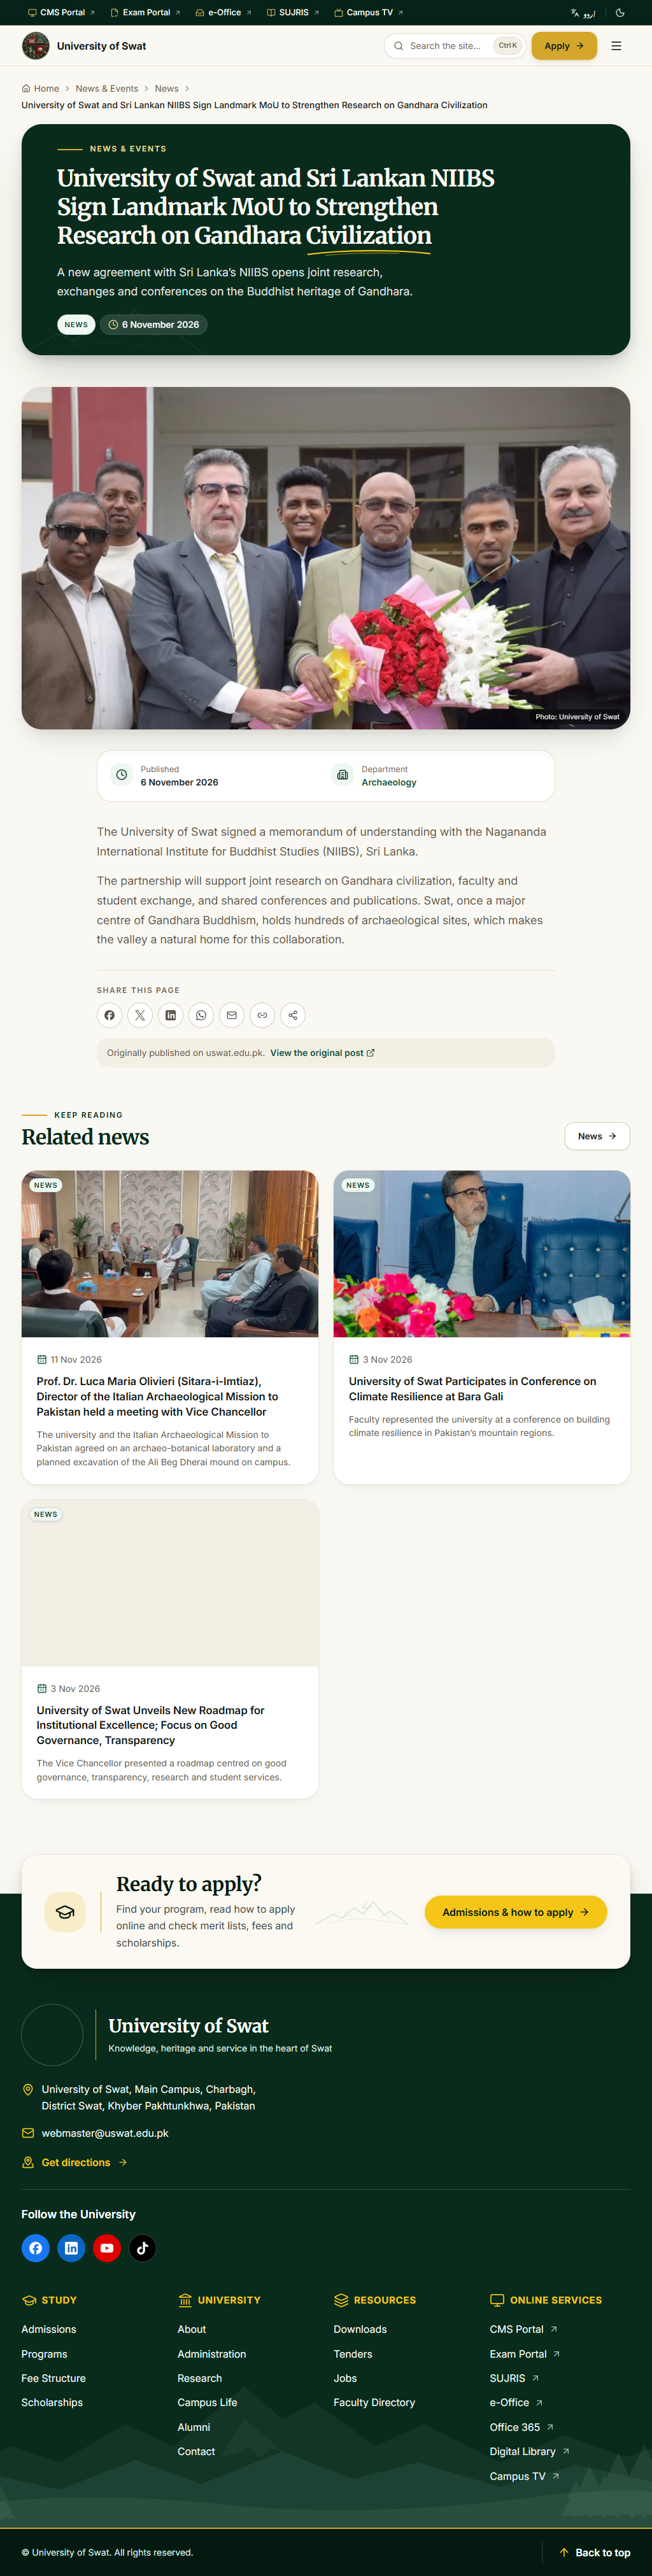 CMS Portal
Exam Portal
e-Office
SUJRIS
Campus TV
اردو
University of Swat
Search the site...
Ctrl K
Apply
Home
News & Events
News
University of Swat and Sri Lankan NIIBS Sign Landmark MoU to Strengthen Research on Gandhara Civilization
NEWS & EVENTS
University of Swat and Sri Lankan NIIBS
Sign Landmark MoU to Strengthen
Research on Gandhara Civilization
A new agreement with Sri Lanka's NIIBS opens joint research,
exchanges and conferences on the Buddhist heritage of Gandhara.
NEWS
6 November 2026
Photo: University of Swat
Published
6 November 2026
Department
Archaeology
The University of Swat signed a memorandum of understanding with the Nagananda
International Institute for Buddhist Studies (NIIBS), Sri Lanka.
The partnership will support joint research on Gandhara civilization, faculty and
student exchange, and shared conferences and publications. Swat, once a major
centre of Gandhara Buddhism, holds hundreds of archaeological sites, which makes
the valley a natural home for this collaboration.
SHARE THIS PAGE
Originally published on uswat.edu.pk. View the original post
KEEP READING
Related news
News
NEWS
11 Nov 2026
Prof. Dr. Luca Maria Olivieri (Sitara-i-Imtiaz),
Director of the Italian Archaeological Mission to
Pakistan held a meeting with Vice Chancellor
The university and the Italian Archaeological Mission to
Pakistan agreed on an archaeo-botanical laboratory and a
planned excavation of the Ali Beg Dherai mound on campus.
NEWS
3 Nov 2026
University of Swat Participates in Conference on
Climate Resilience at Bara Gali
Faculty represented the university at a conference on building
climate resilience in Pakistan's mountain regions.
NEWS
3 Nov 2026
University of Swat Unveils New Roadmap for
Institutional Excellence; Focus on Good
Governance, Transparency
The Vice Chancellor presented a roadmap centred on good
governance, transparency, research and student services.
Ready to apply?
Find your program, read how to apply
online and check merit lists, fees and
scholarships.
Admissions & how to apply
University of Swat
Knowledge, heritage and service in the heart of Swat
University of Swat, Main Campus, Charbagh,
District Swat, Khyber Pakhtunkhwa, Pakistan
webmaster@uswat.edu.pk
Get directions
Follow the University
STUDY
Admissions
Programs
Fee Structure
Scholarships
UNIVERSITY
About
Administration
Research
Campus Life
Alumni
Contact
RESOURCES
Downloads
Tenders
Jobs
Faculty Directory
ONLINE SERVICES
CMS Portal
Exam Portal
SUJRIS
e-Office
Office 365
Digital Library
Campus TV
© University of Swat. All rights reserved.
Back to top